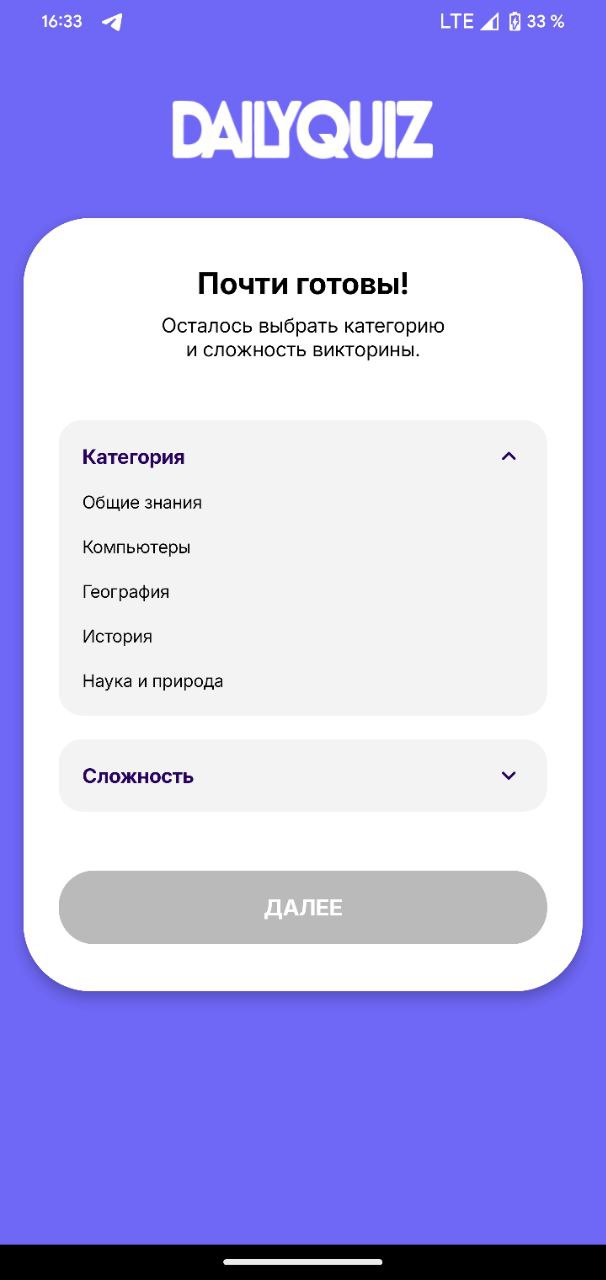 16:33 LTE 33 %
DAILYQUIZ
Почти готовы!
Осталось выбрать категорию
и сложность викторины.
Категория
Общие знания
Компьютеры
География
История
Наука и природа
Сложность
ДАЛЕЕ